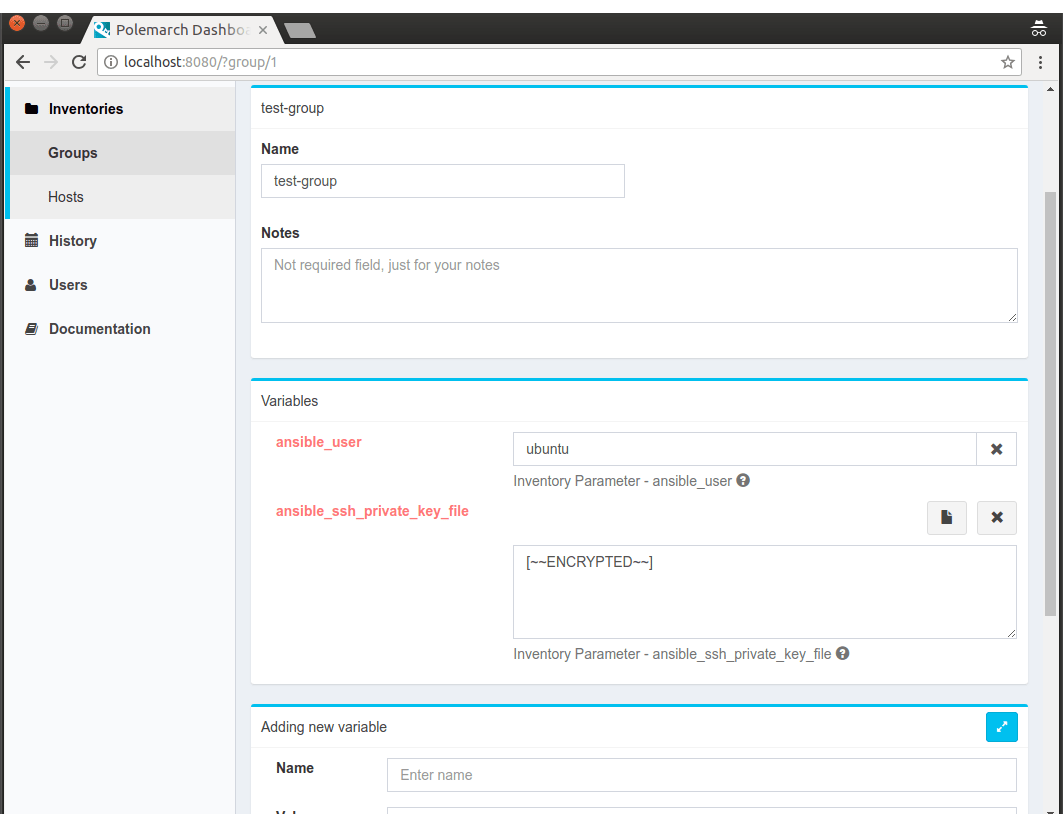 Polemarch Dashboa
localhost:8080/?group/1
Inventories
Groups
Hosts
History
Users
Documentation
test-group
Name
test-group
Notes
Not required field, just for your notes
Variables
ansible_user
ubuntu
Inventory Parameter - ansible_user
ansible_ssh_private_key_file
[~~ENCRYPTED~~]
Inventory Parameter - ansible_ssh_private_key_file
Adding new variable
Name
Enter name